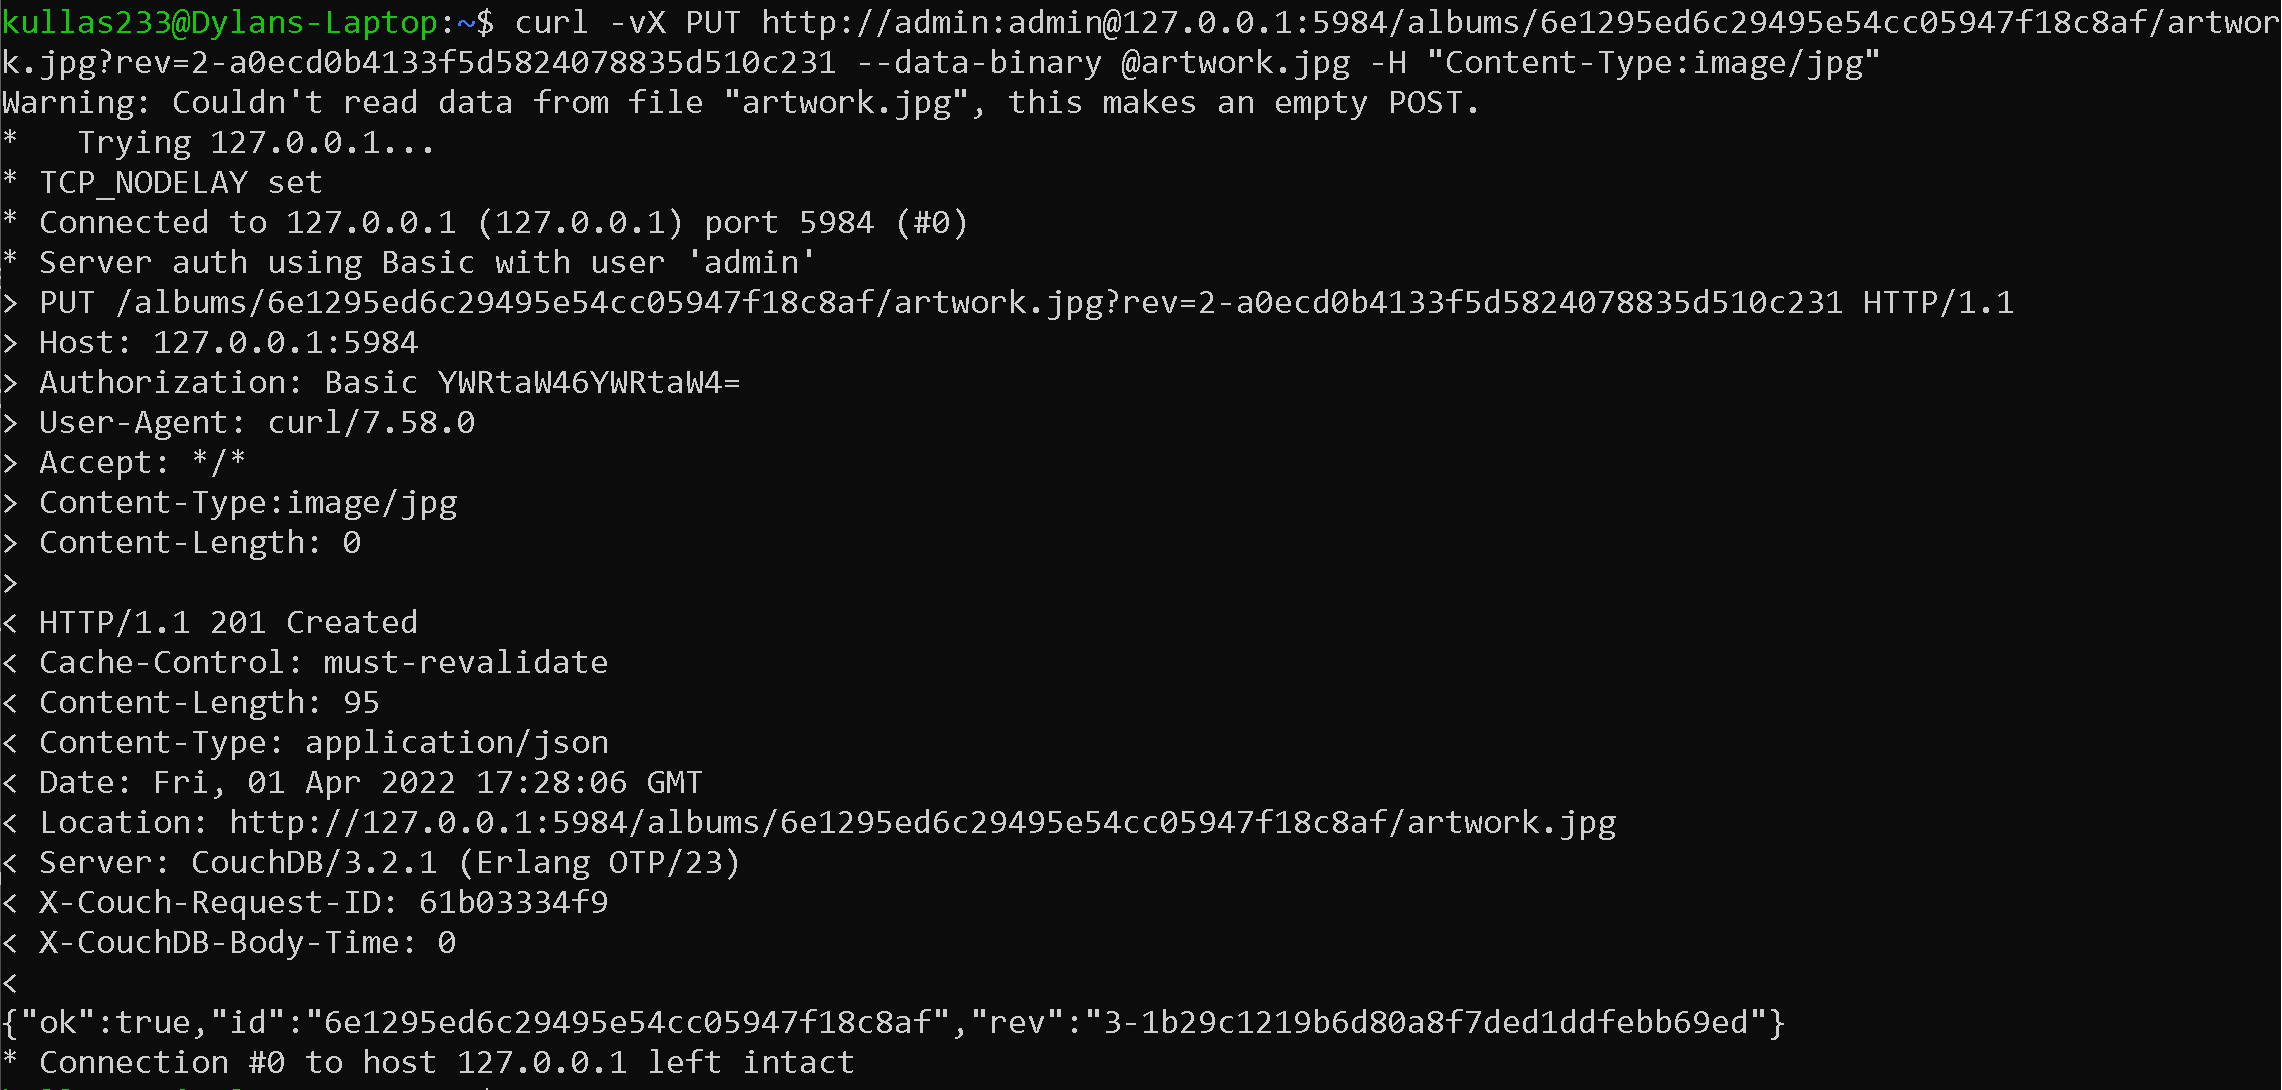 kullas233@Dylans-Laptop:~$ curl -vX PUT http://admin:admin@127.0.0.1:5984/albums/6e1295ed6c29495e54cc05947f18c8af/artwor
k.jpg?rev=2-a0ecd0b4133f5d5824078835d510c231 --data-binary @artwork.jpg -H "Content-Type:image/jpg"
Warning: Couldn't read data from file "artwork.jpg", this makes an empty POST.
*   Trying 127.0.0.1...
* TCP_NODELAY set
* Connected to 127.0.0.1 (127.0.0.1) port 5984 (#0)
* Server auth using Basic with user 'admin'
> PUT /albums/6e1295ed6c29495e54cc05947f18c8af/artwork.jpg?rev=2-a0ecd0b4133f5d5824078835d510c231 HTTP/1.1
> Host: 127.0.0.1:5984
> Authorization: Basic YWRtaW46YWRtaW4=
> User-Agent: curl/7.58.0
> Accept: */*
> Content-Type:image/jpg
> Content-Length: 0
>
< HTTP/1.1 201 Created
< Cache-Control: must-revalidate
< Content-Length: 95
< Content-Type: application/json
< Date: Fri, 01 Apr 2022 17:28:06 GMT
< Location: http://127.0.0.1:5984/albums/6e1295ed6c29495e54cc05947f18c8af/artwork.jpg
< Server: CouchDB/3.2.1 (Erlang OTP/23)
< X-Couch-Request-ID: 61b03334f9
< X-CouchDB-Body-Time: 0
<
{"ok":true,"id":"6e1295ed6c29495e54cc05947f18c8af","rev":"3-1b29c1219b6d80a8f7ded1ddfebb69ed"}
* Connection #0 to host 127.0.0.1 left intact